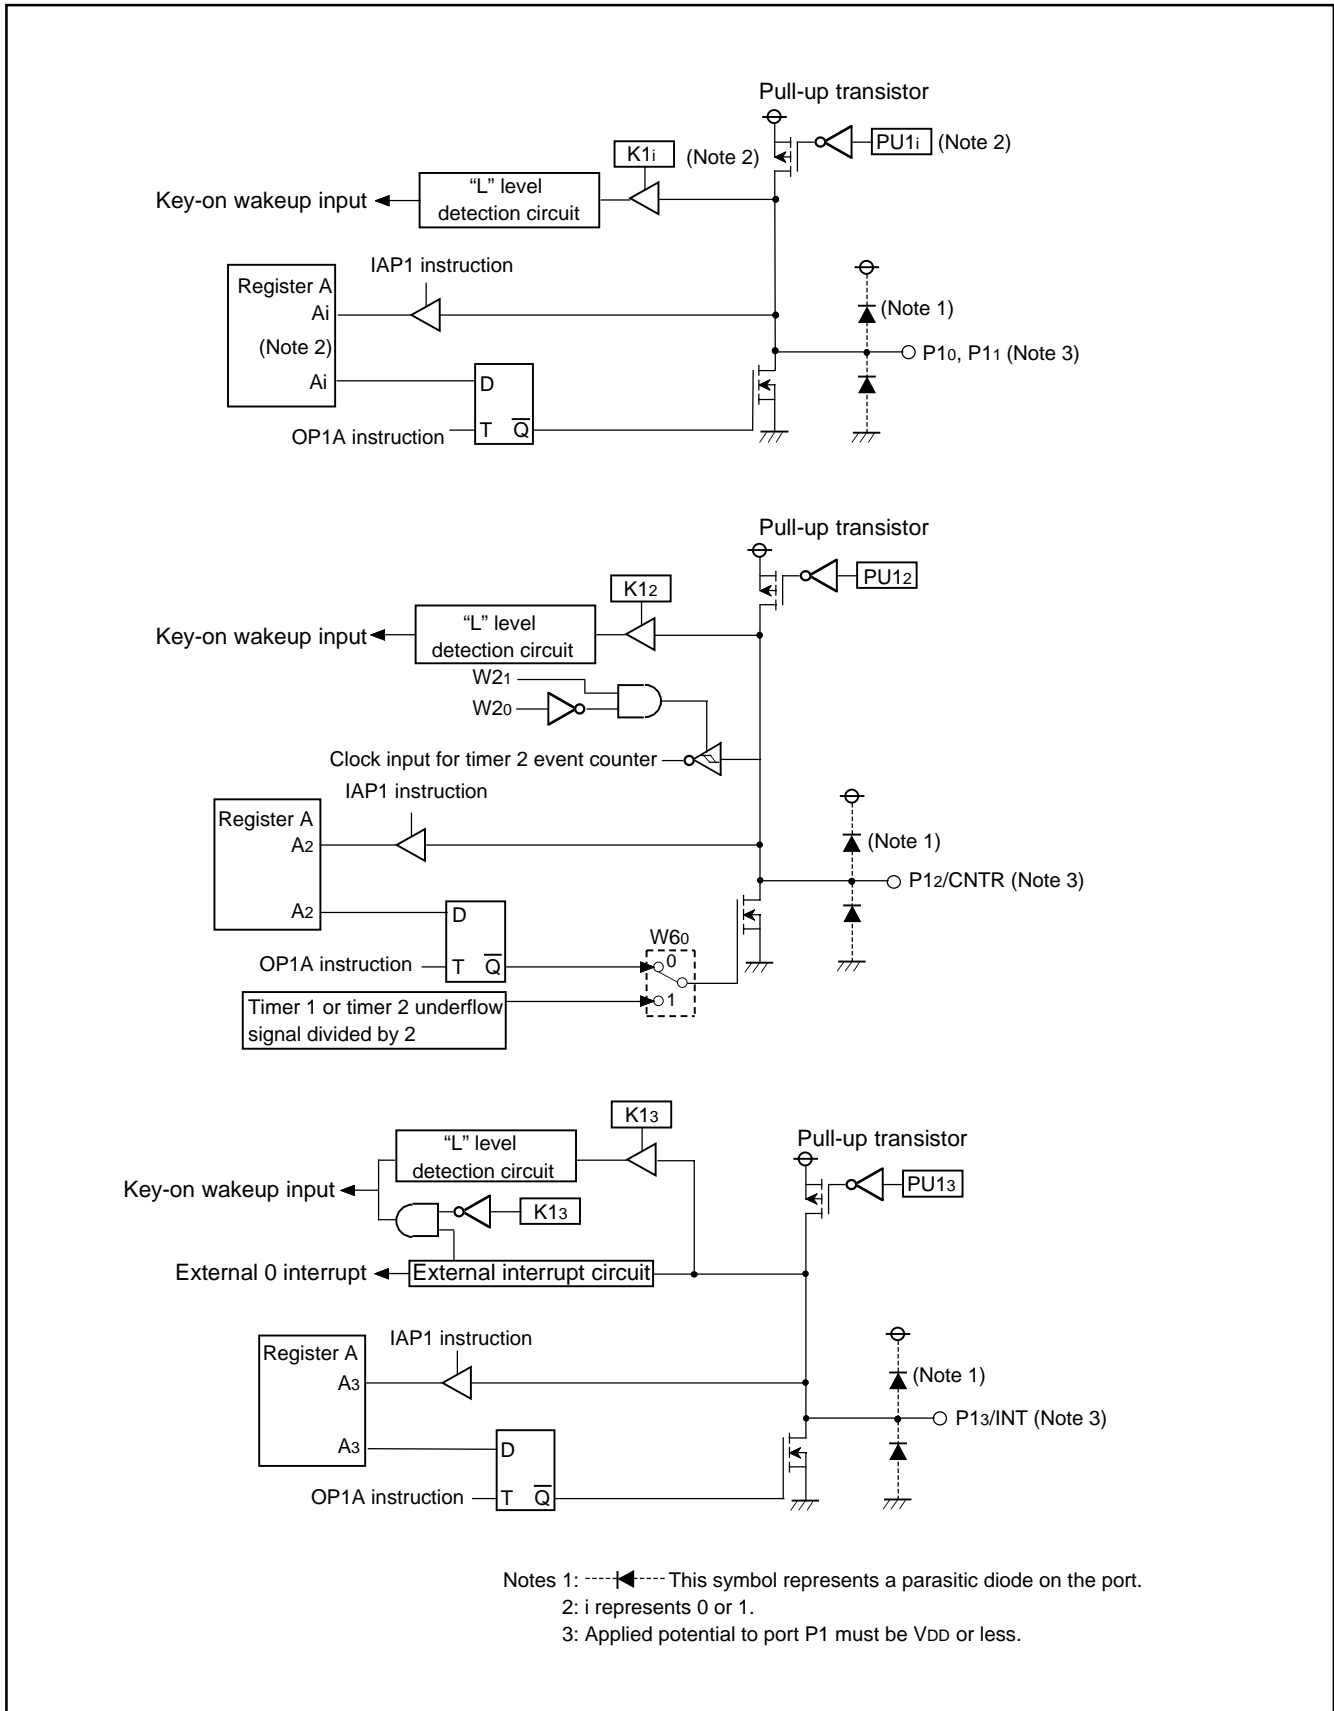 Pull-up transistor
K1i
(Note 2)
PU1i
(Note 2)
Key-on wakeup input
“L” level
detection circuit
IAP1 instruction
Register A
Ai
(Note 2)
Ai
(Note 1)
P10, P11 (Note 3)
D
T Q
OP1A instruction
Pull-up transistor
K12
PU12
Key-on wakeup input
“L” level
detection circuit
W21
W20
Clock input for timer 2 event counter
IAP1 instruction
Register A
A2
A2
(Note 1)
P12/CNTR (Note 3)
D
T Q
OP1A instruction
W60
0
1
Timer 1 or timer 2 underflow
signal divided by 2
K13
Pull-up transistor
“L” level
detection circuit
PU13
Key-on wakeup input
K13
External 0 interrupt
External interrupt circuit
IAP1 instruction
Register A
A3
A3
(Note 1)
P13/INT (Note 3)
D
T Q
OP1A instruction
Notes 1: This symbol represents a parasitic diode on the port.
2: i represents 0 or 1.
3: Applied potential to port P1 must be VDD or less.